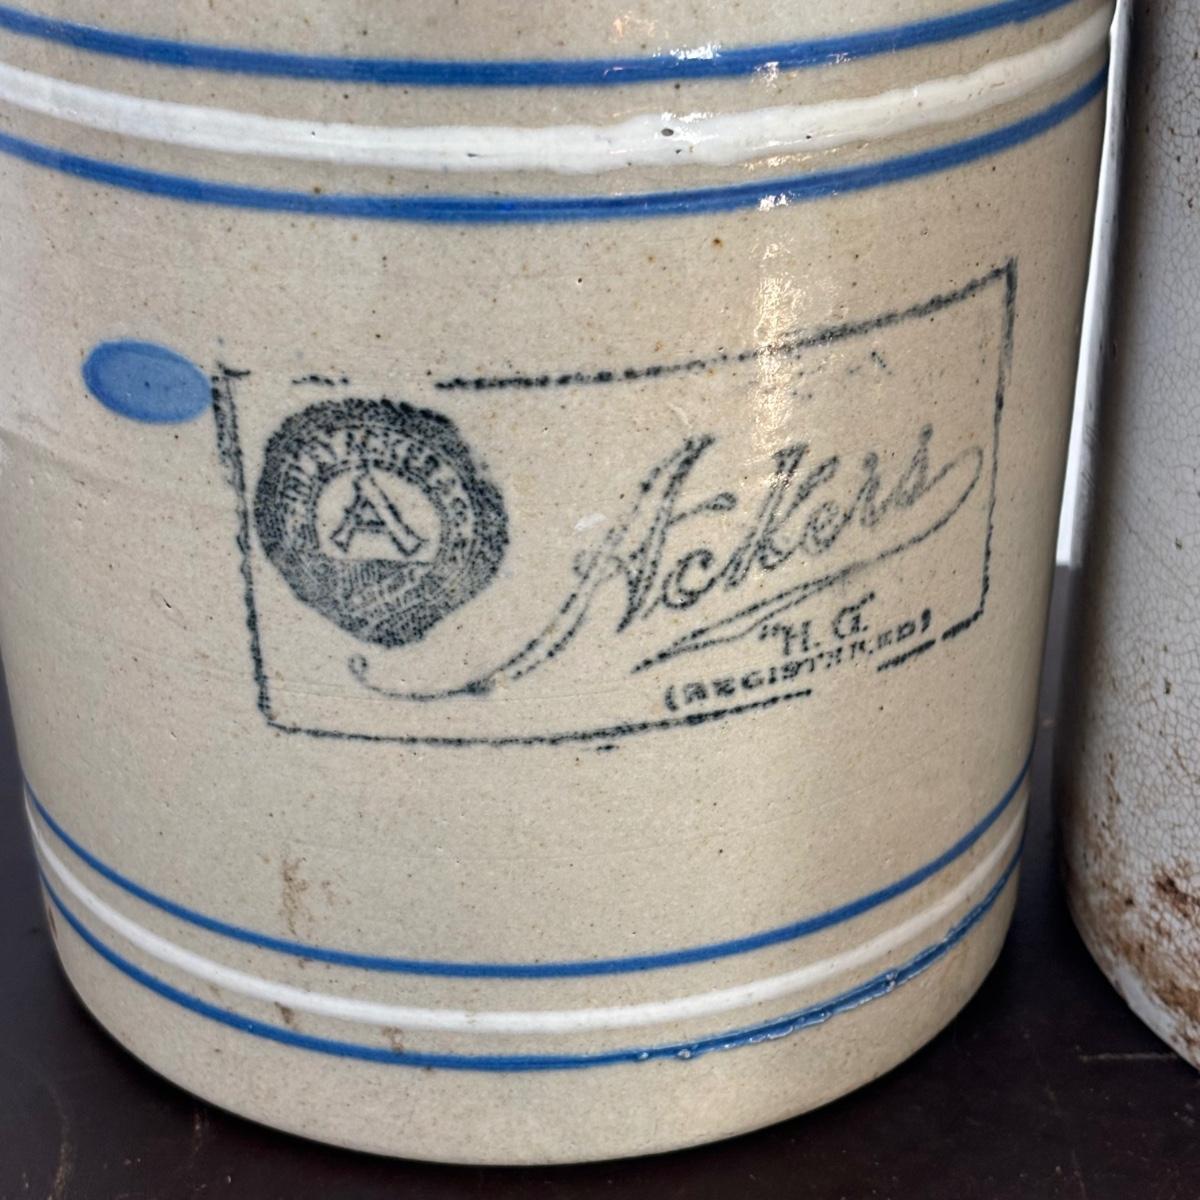 A
Ackers
"H. G.
(REGISTERED)